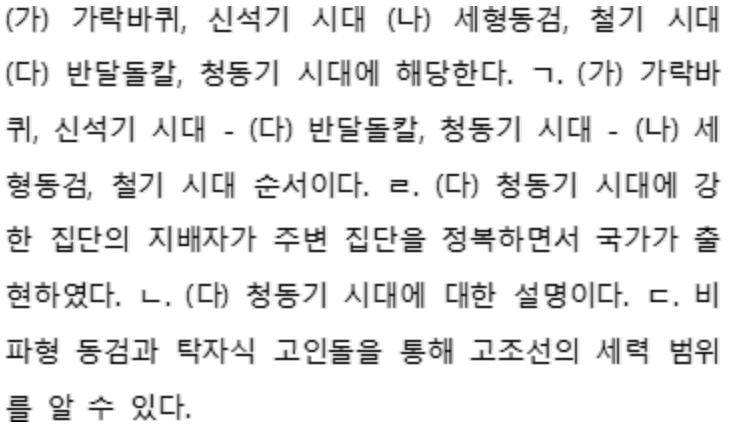 (가) 가락바퀴, 신석기 시대 (나) 세형동검, 철기 시대
(다) 반달돌칼, 청동기 시대에 해당한다. ㄱ. (가) 가락바
퀴, 신석기 시대 - (다) 반달돌칼, 청동기 시대 - (나) 세
형동검, 철기 시대 순서이다. ㄹ. (다) 청동기 시대에 강
한 집단의 지배자가 주변 집단을 정복하면서 국가가 출
현하였다. ㄴ. (다) 청동기 시대에 대한 설명이다. ㄷ. 비
파형 동검과 탁자식 고인돌을 통해 고조선의 세력 범위
를 알 수 있다.